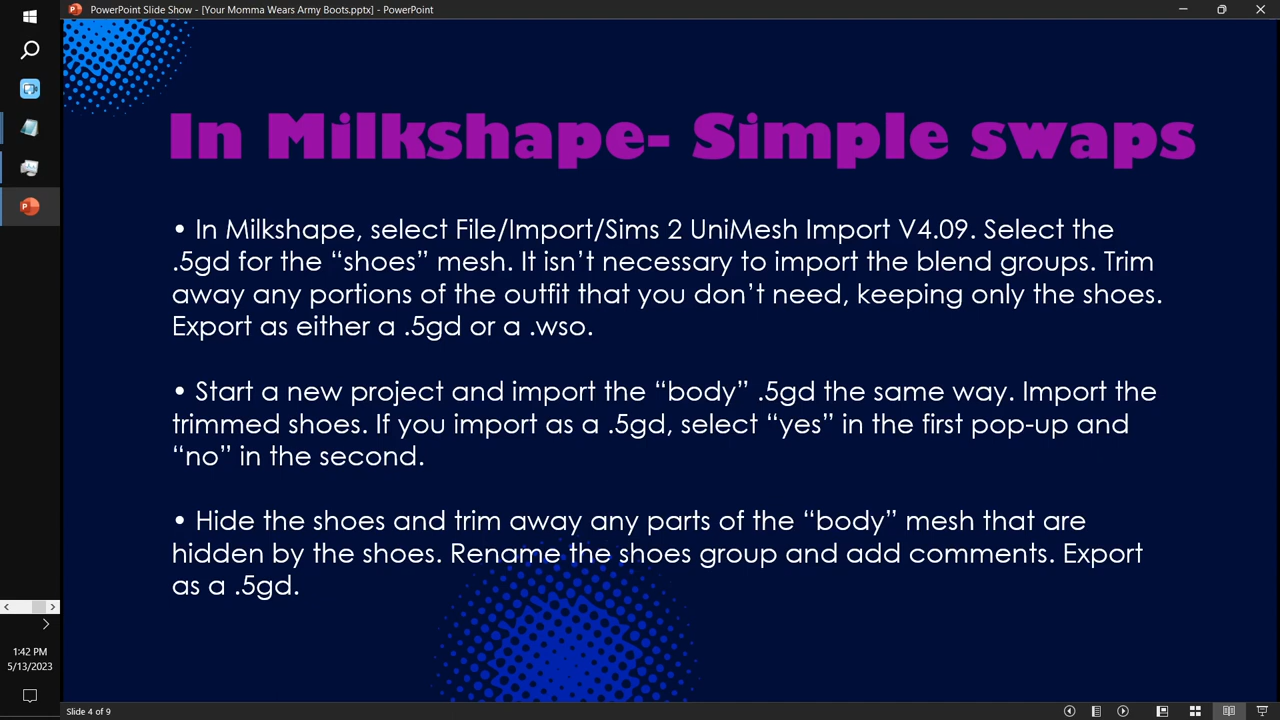 PowerPoint Slide Show - [Your Momma Wears Army Boots.pptx] - PowerPoint
In Milkshape- Simple swaps
• In Milkshape, select File/Import/Sims 2 UniMesh Import V4.09. Select the
.5gd for the “shoes” mesh. It isn’t necessary to import the blend groups. Trim
away any portions of the outfit that you don’t need, keeping only the shoes.
Export as either a .5gd or a .wso.
• Start a new project and import the “body” .5gd the same way. Import the
trimmed shoes. If you import as a .5gd, select “yes” in the first pop-up and
“no” in the second.
• Hide the shoes and trim away any parts of the “body” mesh that are
hidden by the shoes. Rename the shoes group and add comments. Export
as a .5gd.
1:42 PM
5/13/2023
Slide 4 of 9